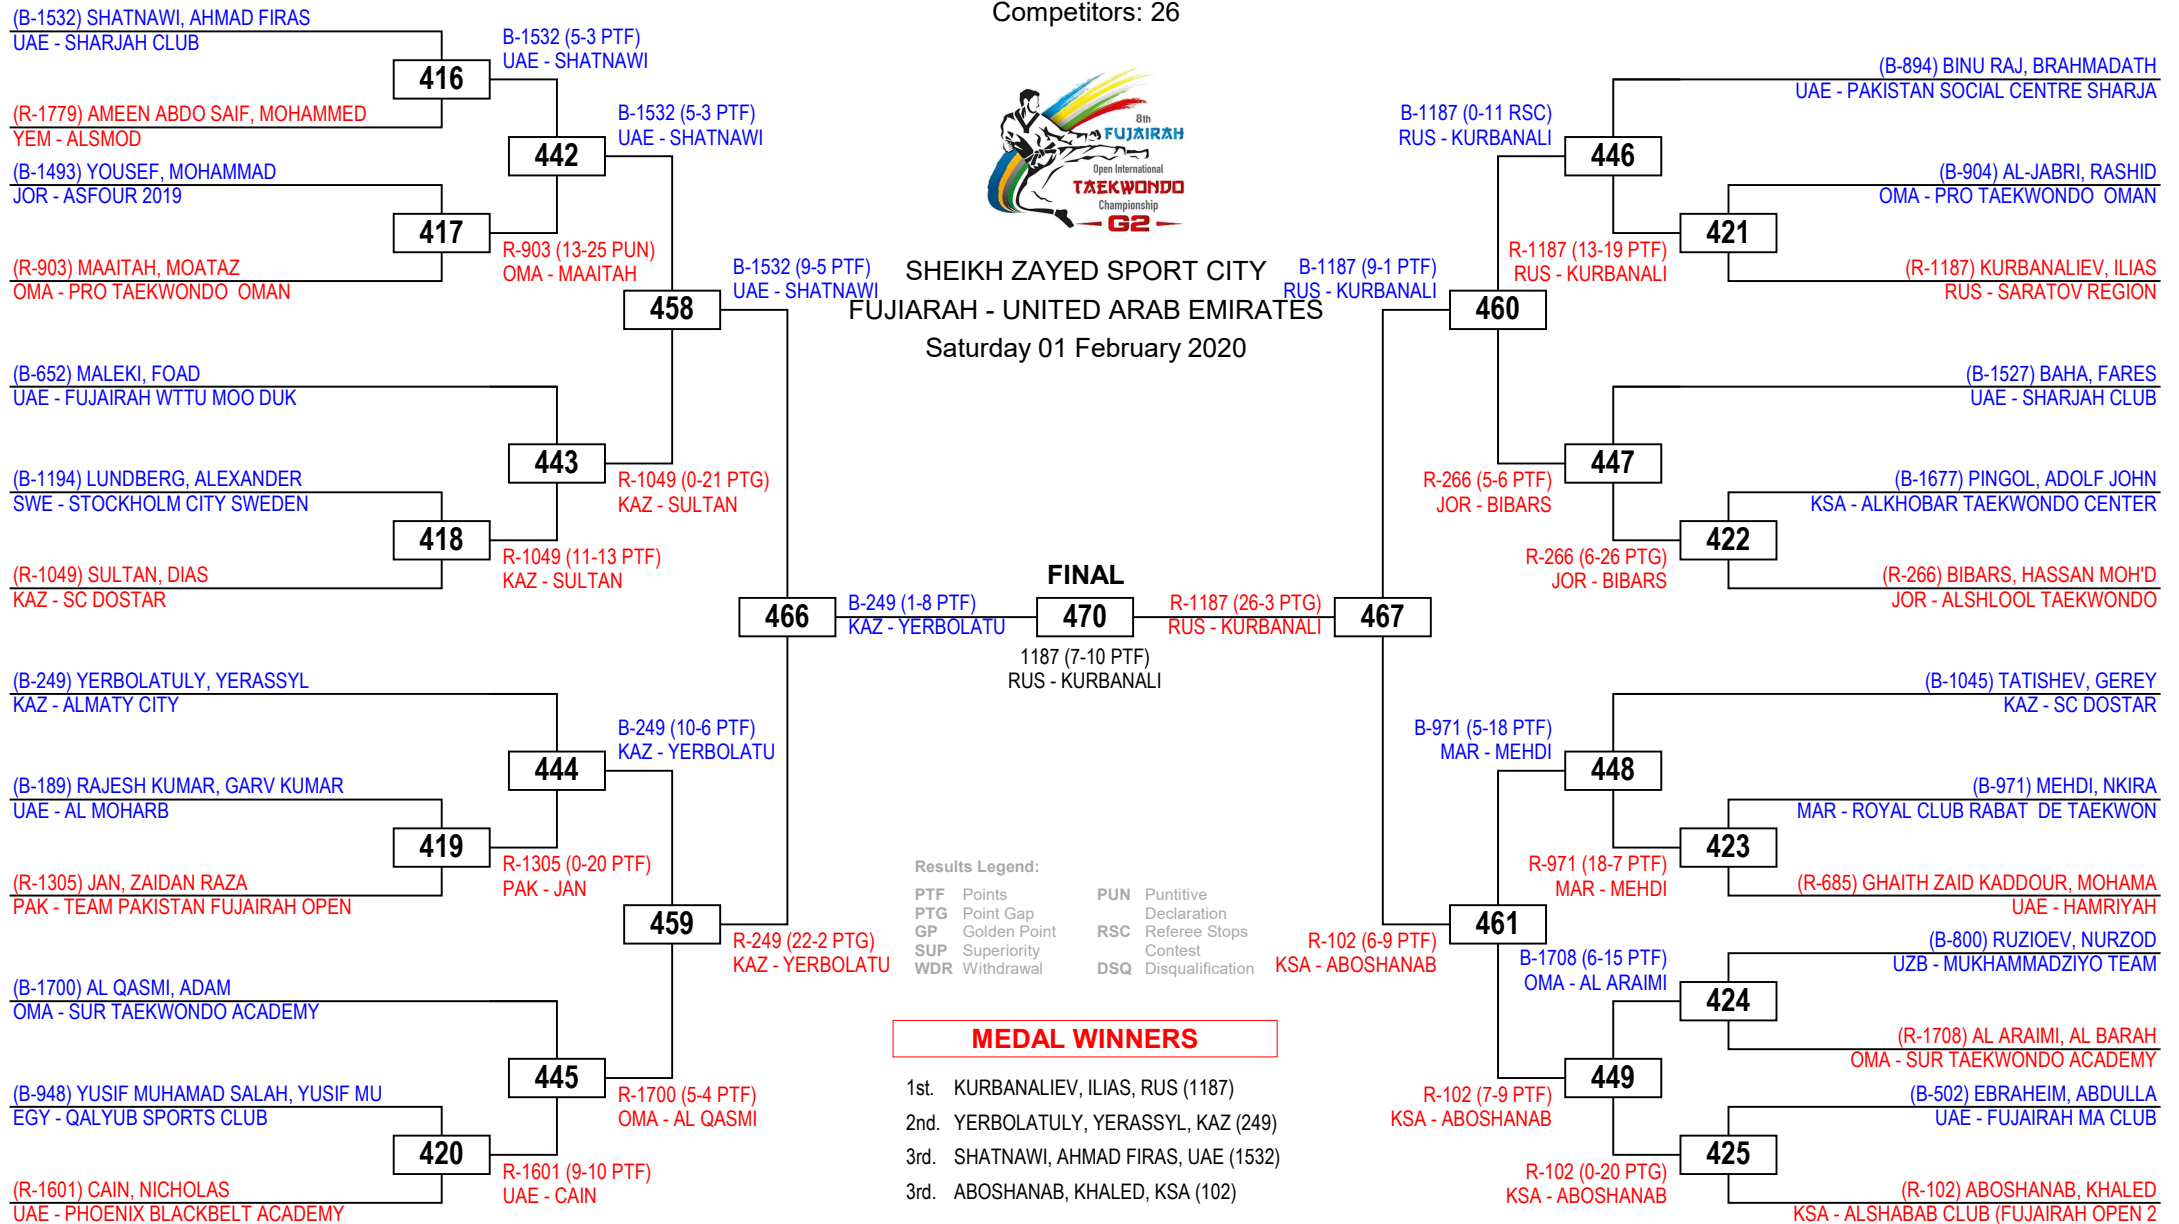 Competitors: 26
8th
FUJAIRAH
Open International
TAEKWONDO
Championship
G2
SHEIKH ZAYED SPORT CITY
FUJIARAH - UNITED ARAB EMIRATES
Saturday 01 February 2020
(B-1532) SHATNAWI, AHMAD FIRAS
UAE - SHARJAH CLUB
416
(R-1779) AMEEN ABDO SAIF, MOHAMMED
YEM - ALSMOD
(B-1493) YOUSEF, MOHAMMAD
JOR - ASFOUR 2019
417
(R-903) MAAITAH, MOATAZ
OMA - PRO TAEKWONDO  OMAN
(B-652) MALEKI, FOAD
UAE - FUJAIRAH WTTU MOO DUK
(B-1194) LUNDBERG, ALEXANDER
SWE - STOCKHOLM CITY SWEDEN
418
(R-1049) SULTAN, DIAS
KAZ - SC DOSTAR
(B-249) YERBOLATULY, YERASSYL
KAZ - ALMATY CITY
(B-189) RAJESH KUMAR, GARV KUMAR
UAE - AL MOHARB
419
(R-1305) JAN, ZAIDAN RAZA
PAK - TEAM PAKISTAN FUJAIRAH OPEN
(B-1700) AL QASMI, ADAM
OMA - SUR TAEKWONDO ACADEMY
(B-948) YUSIF MUHAMAD SALAH, YUSIF MU
EGY - QALYUB SPORTS CLUB
420
(R-1601) CAIN, NICHOLAS
UAE - PHOENIX BLACKBELT ACADEMY
B-1532 (5-3 PTF)
UAE - SHATNAWI
442
R-903 (13-25 PUN)
OMA - MAAITAH
443
R-1049 (11-13 PTF)
KAZ - SULTAN
444
R-1305 (0-20 PTF)
PAK - JAN
445
R-1601 (9-10 PTF)
UAE - CAIN
B-1532 (5-3 PTF)
UAE - SHATNAWI
458
R-1049 (0-21 PTG)
KAZ - SULTAN
B-249 (10-6 PTF)
KAZ - YERBOLATU
459
R-1700 (5-4 PTF)
OMA - AL QASMI
B-1532 (9-5 PTF)
UAE - SHATNAWI
466
R-249 (22-2 PTG)
KAZ - YERBOLATU
B-249 (1-8 PTF)
KAZ - YERBOLATU
FINAL
470
1187 (7-10 PTF)
RUS - KURBANALI
R-1187 (26-3 PTG)
RUS - KURBANALI
B-1187 (9-1 PTF)
RUS - KURBANALI
467
R-102 (6-9 PTF)
KSA - ABOSHANAB
B-1187 (0-11 RSC)
RUS - KURBANALI
460
R-266 (5-6 PTF)
JOR - BIBARS
B-971 (5-18 PTF)
MAR - MEHDI
461
R-102 (7-9 PTF)
KSA - ABOSHANAB
446
R-1187 (13-19 PTF)
RUS - KURBANALI
447
R-266 (6-26 PTG)
JOR - BIBARS
448
R-971 (18-7 PTF)
MAR - MEHDI
B-1708 (6-15 PTF)
OMA - AL ARAIMI
449
R-102 (0-20 PTG)
KSA - ABOSHANAB
(B-894) BINU RAJ, BRAHMADATH
UAE - PAKISTAN SOCIAL CENTRE SHARJA
(B-904) AL-JABRI, RASHID
OMA - PRO TAEKWONDO  OMAN
421
(R-1187) KURBANALIEV, ILIAS
RUS - SARATOV REGION
(B-1527) BAHA, FARES
UAE - SHARJAH CLUB
(B-1677) PINGOL, ADOLF JOHN
KSA - ALKHOBAR TAEKWONDO CENTER
422
(R-266) BIBARS, HASSAN MOH'D
JOR - ALSHLOOL TAEKWONDO
(B-1045) TATISHEV, GEREY
KAZ - SC DOSTAR
(B-971) MEHDI, NKIRA
MAR - ROYAL CLUB RABAT  DE TAEKWON
423
(R-685) GHAITH ZAID KADDOUR, MOHAMA
UAE - HAMRIYAH
(B-800) RUZIOEV, NURZOD
UZB - MUKHAMMADZIYO TEAM
424
(R-1708) AL ARAIMI, AL BARAH
OMA - SUR TAEKWONDO ACADEMY
(B-502) EBRAHEIM, ABDULLA
UAE - FUJAIRAH MA CLUB
425
(R-102) ABOSHANAB, KHALED
KSA - ALSHABAB CLUB (FUJAIRAH OPEN 2
Results Legend:
PTF Points
PTG Point Gap
GP Golden Point
SUP Superiority
WDR Withdrawal
PUN Puntitive
Declaration
RSC Referee Stops
Contest
DSQ Disqualification
MEDAL WINNERS
1st. KURBANALIEV, ILIAS, RUS (1187)
2nd. YERBOLATULY, YERASSYL, KAZ (249)
3rd. SHATNAWI, AHMAD FIRAS, UAE (1532)
3rd. ABOSHANAB, KHALED, KSA (102)